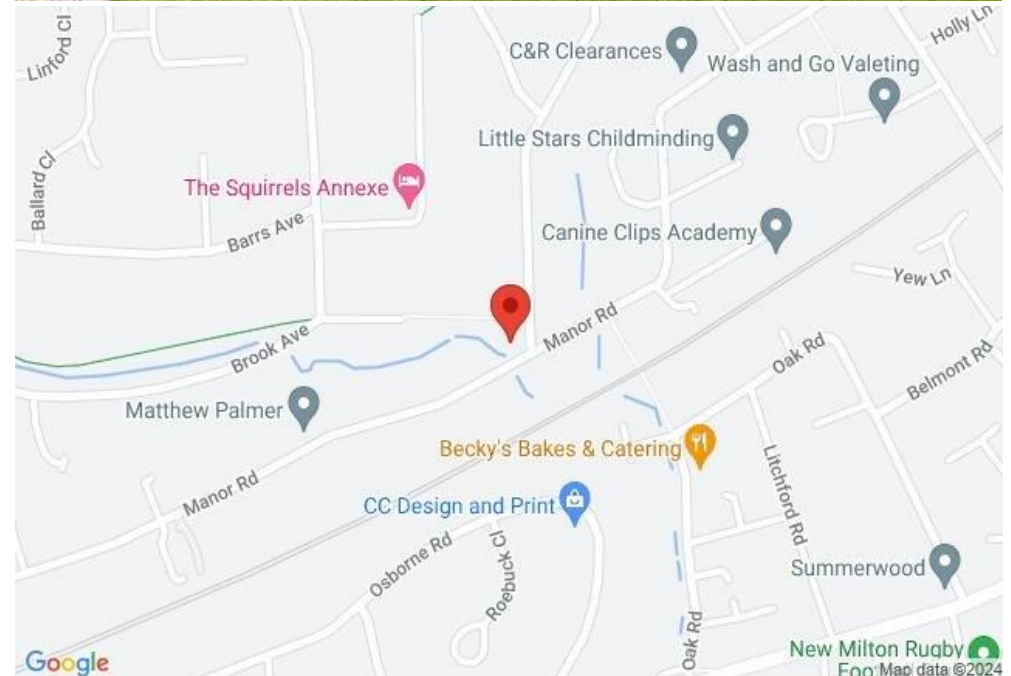 Linford Cl
Holly Ln
C&R Clearances
Wash and Go Valeting
Little Stars Childminding
Ballard Cl
The Squirrels Annexe
Barrs Ave
Canine Clips Academy
Yew Ln
Manor Rd
Brook Ave
Oak Rd
Belmont Rd
Matthew Palmer
Becky's Bakes & Catering
Litchford Rd
Manor Rd
CC Design and Print
Osborne Rd
Roebuck Cl
Summerwood
Oak Rd
New Milton Rugby
Google
Map data ©2024